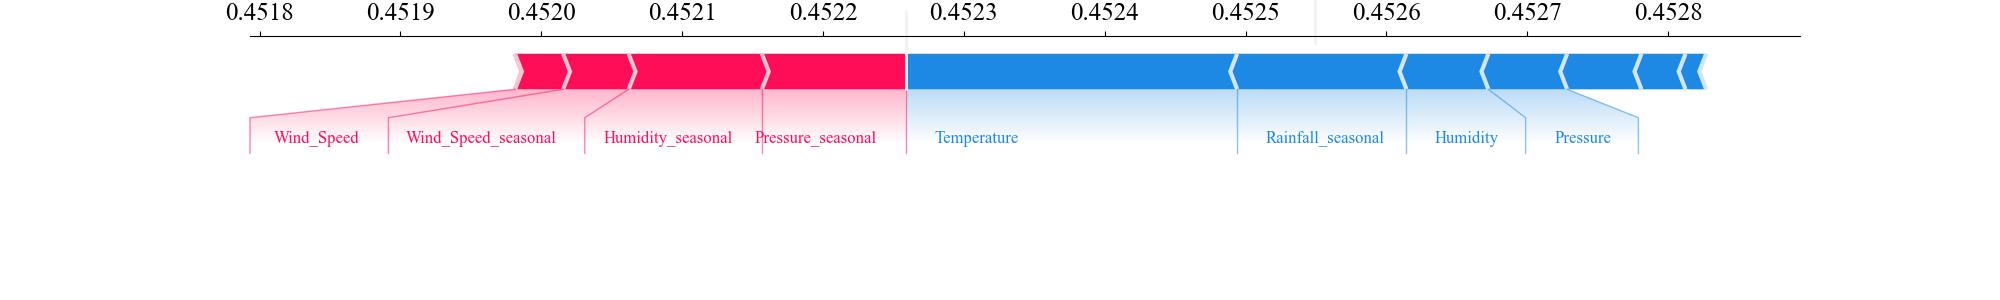 0.4518 0.4519 0.4520 0.4521 0.4522 0.4523 0.4524 0.4525 0.4526 0.4527 0.4528
Wind_Speed Wind_Speed_seasonal Humidity_seasonal Pressure_seasonal Temperature Rainfall_seasonal Humidity Pressure